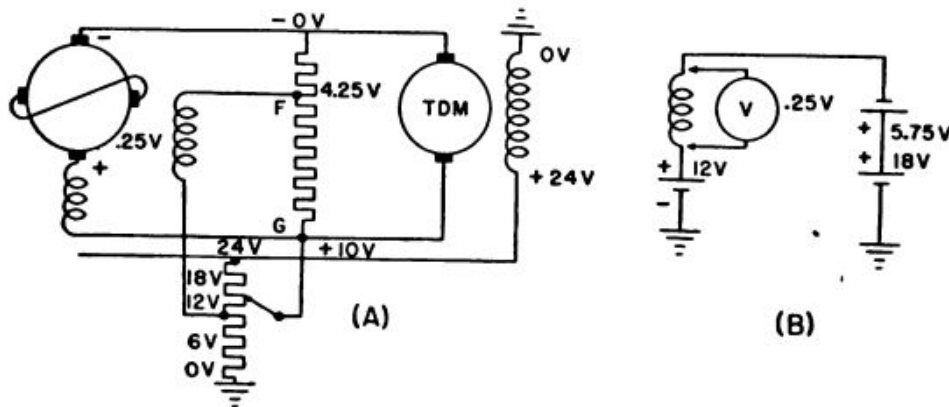 - 0V
-
0V
4.25V
F
TDM
.25V
+
+ 24V
G
+10V
24V
18V
12V
6V
0V
(A)
V
.25V
+
5.75V
+
12V
+
18V
-
(B)